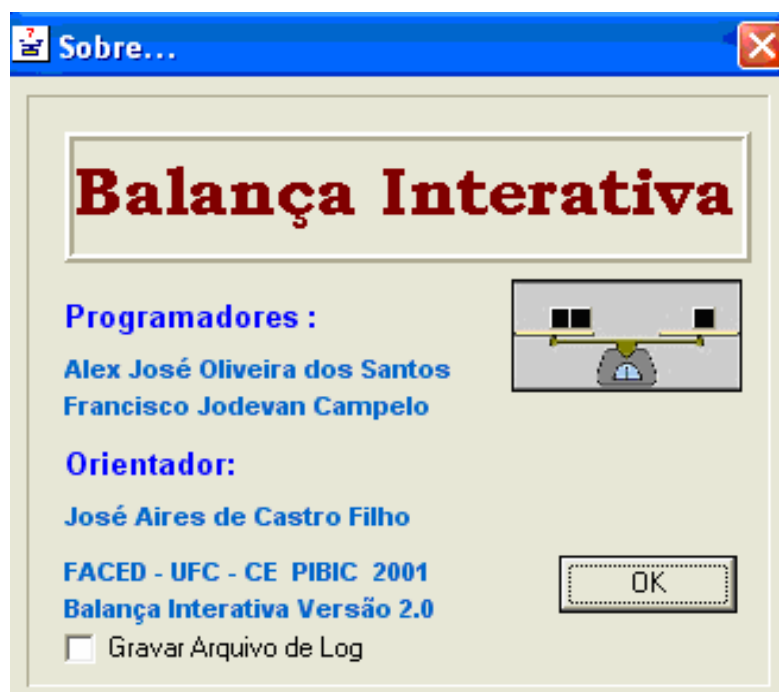 Sobre...
Balança Interativa
Programadores :
Alex José Oliveira dos Santos
Francisco Jodevan Campelo
Orientador:
José Aires de Castro Filho
FACED - UFC - CE PIBIC 2001
Balança Interativa Versão 2.0
OK
Gravar Arquivo de Log